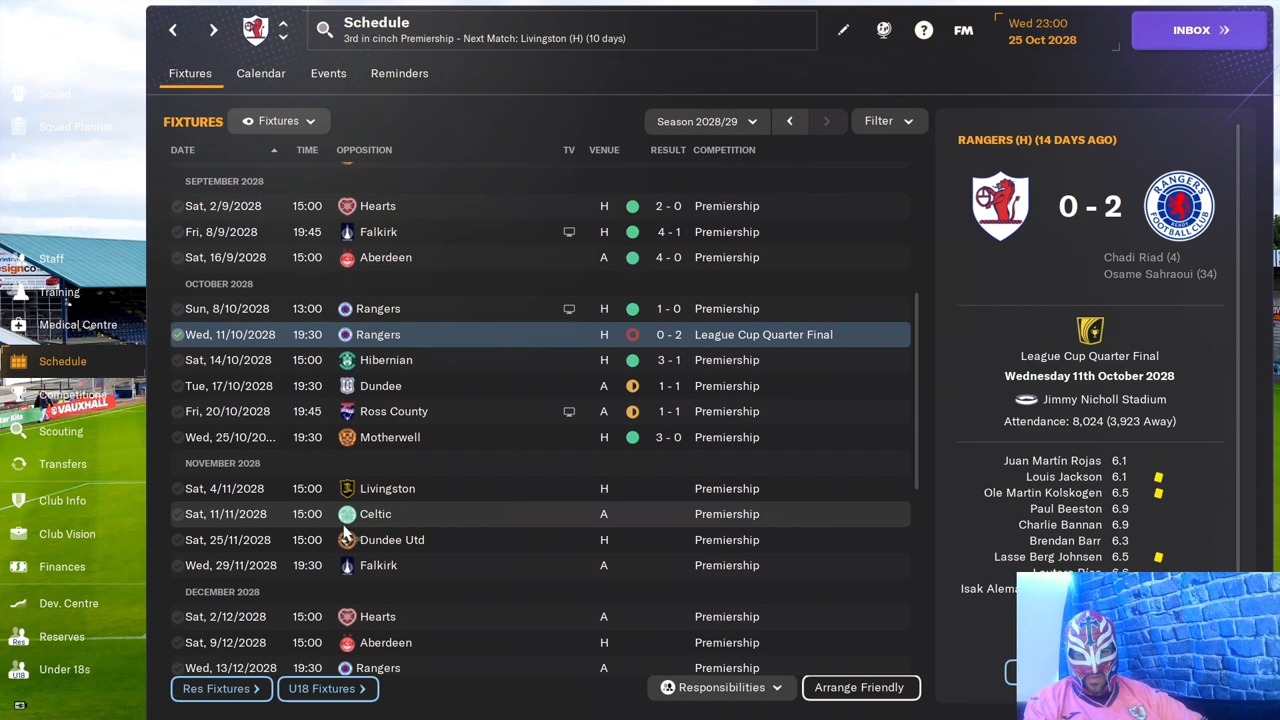 Schedule
3rd in cinch Premiership - Next Match: Livingston (H) (10 days)
FM
Wed 23:00
25 Oct 2028
INBOX
Fixtures
Calendar
Events
Reminders
Squad
Squad Planner
Staff
Training
Medical Centre
Schedule
Competitions
Scouting
Transfers
Club Info
Club Vision
Finances
Dev. Centre
Reserves
Under 18s
FIXTURES
Fixtures
Season 2028/29
Filter
DATE TIME OPPOSITION TV VENUE RESULT COMPETITION
SEPTEMBER 2028
Sat, 2/9/2028 15:00 Hearts H 2 - 0 Premiership
Fri, 8/9/2028 19:45 Falkirk H 4 - 1 Premiership
Sat, 16/9/2028 15:00 Aberdeen A 4 - 0 Premiership
OCTOBER 2028
Sun, 8/10/2028 13:00 Rangers H 1 - 0 Premiership
Wed, 11/10/2028 19:30 Rangers H 0 - 2 League Cup Quarter Final
Sat, 14/10/2028 15:00 Hibernian H 3 - 1 Premiership
Tue, 17/10/2028 19:30 Dundee A 1 - 1 Premiership
Fri, 20/10/2028 19:45 Ross County A 1 - 1 Premiership
Wed, 25/10/20... 19:30 Motherwell H 3 - 0 Premiership
NOVEMBER 2028
Sat, 4/11/2028 15:00 Livingston H Premiership
Sat, 11/11/2028 15:00 Celtic A Premiership
Sat, 25/11/2028 15:00 Dundee Utd H Premiership
Wed, 29/11/2028 19:30 Falkirk A Premiership
DECEMBER 2028
Sat, 2/12/2028 15:00 Hearts A Premiership
Sat, 9/12/2028 15:00 Aberdeen H Premiership
Wed, 13/12/2028 19:30 Rangers A Premiership
Res Fixtures
U18 Fixtures
Responsibilities
Arrange Friendly
RANGERS (H) (14 DAYS AGO)
0 - 2
Chadi Riad (4)
Osame Sahraoui (34)
League Cup Quarter Final
Wednesday 11th October 2028
Jimmy Nicholl Stadium
Attendance: 8,024 (3,923 Away)
Juan Martín Rojas 6.1
Louis Jackson 6.1
Ole Martin Kolskogen 6.5
Paul Beeston 6.9
Charlie Bannan 6.9
Brendan Barr 6.3
Lasse Berg Johnsen 6.5
VAUXHALL
Res
U18